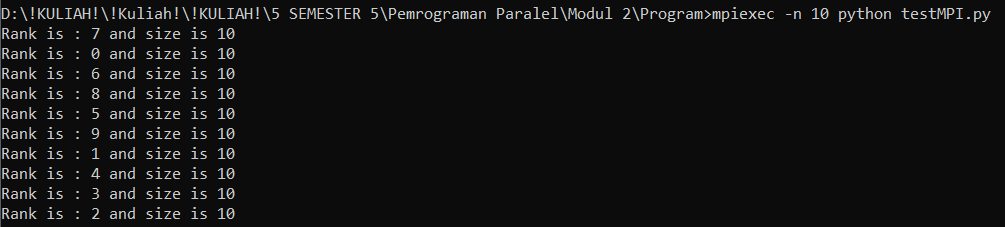 D:\!KULIAH!\!Kuliah!\!KULIAH!\5 SEMESTER 5\Pemrograman Paralel\Modul 2\Program>mpiexec -n 10 python testMPI.py
Rank is : 7 and size is 10
Rank is : 0 and size is 10
Rank is : 6 and size is 10
Rank is : 8 and size is 10
Rank is : 5 and size is 10
Rank is : 9 and size is 10
Rank is : 1 and size is 10
Rank is : 4 and size is 10
Rank is : 3 and size is 10
Rank is : 2 and size is 10